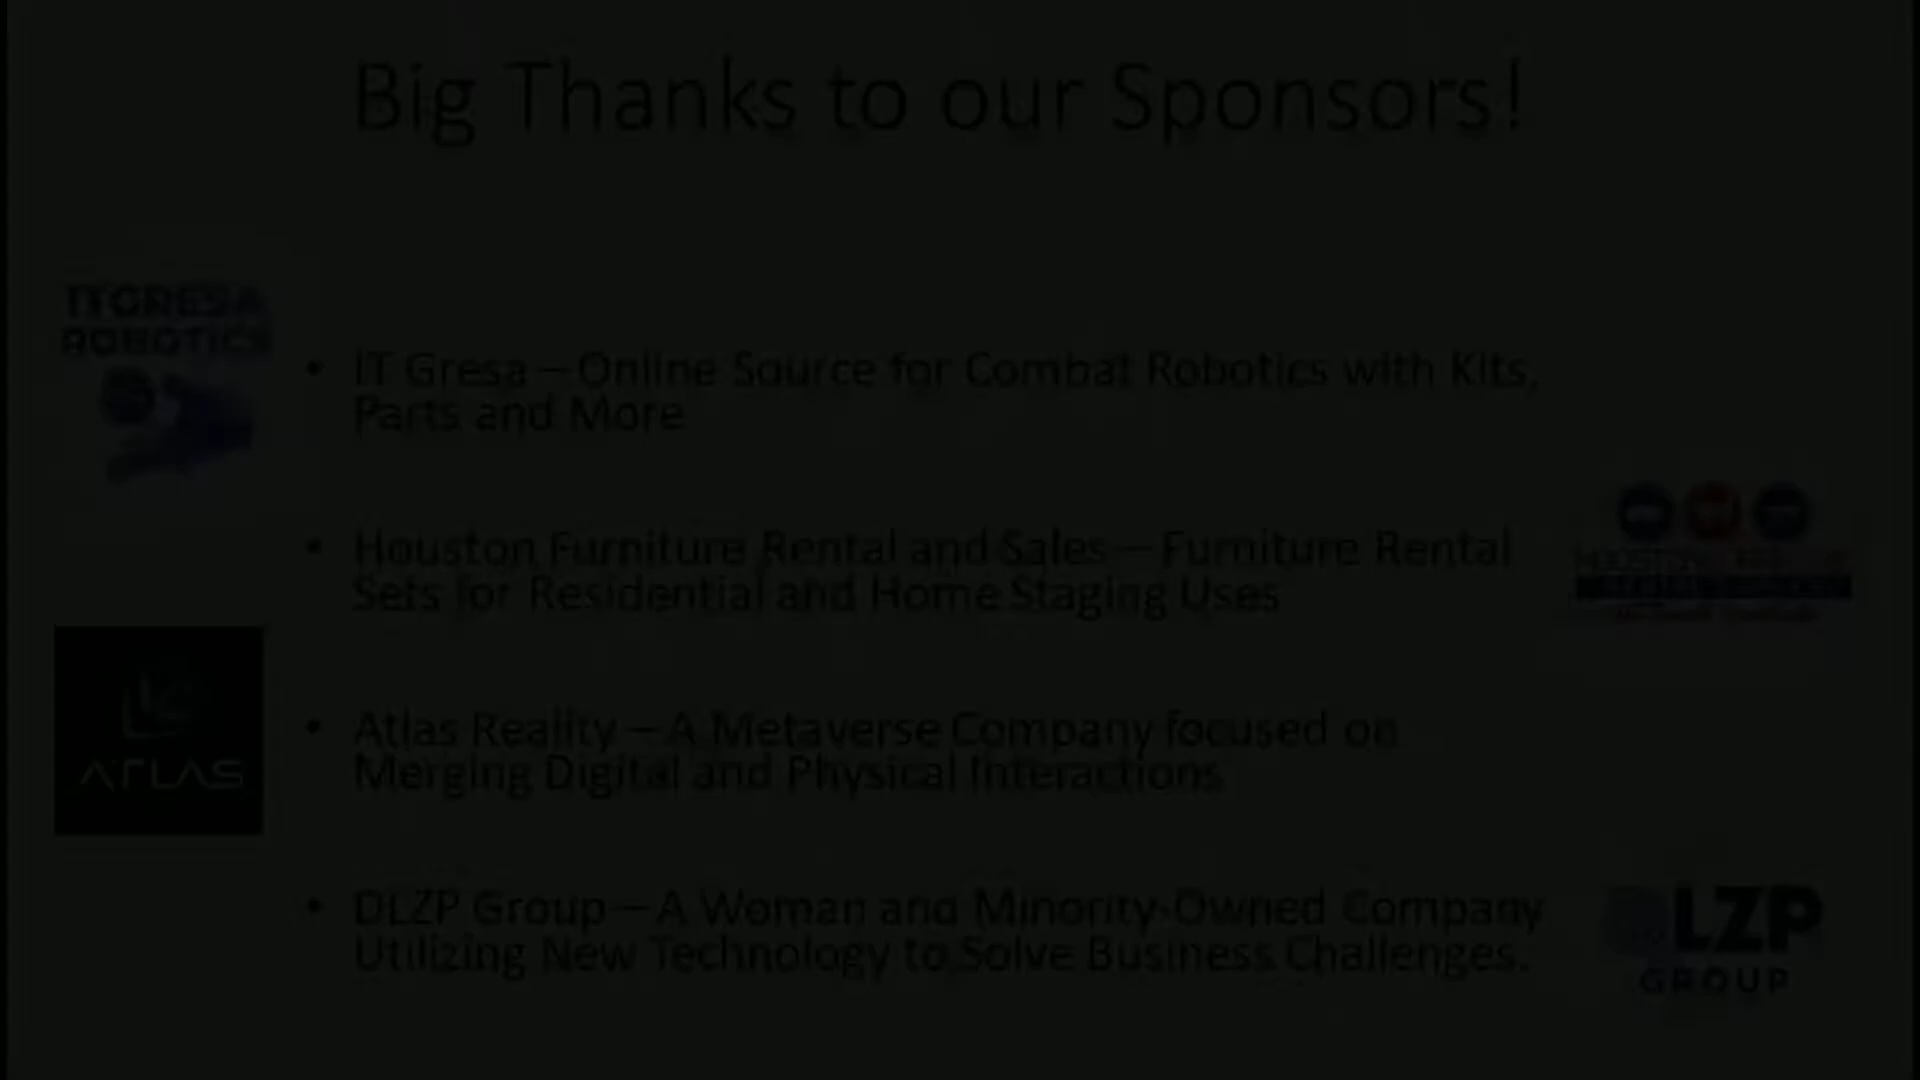 Big Thanks to our Sponsors!
ITGRESA
ROBOTICS
• IT Gresa – Online Source for Combat Robotics with Kits,
Parts and More
• Houston Furniture Rental and Sales – Furniture Rental
Sets for Residential and Home Staging Uses
• Atlas Reality – A Metaverse Company focused on
Merging Digital and Physical Interactions
ATLAS
• DLZP Group – A Woman and Minority-Owned Company
Utilizing New Technology to Solve Business Challenges.
DLZP
GROUP